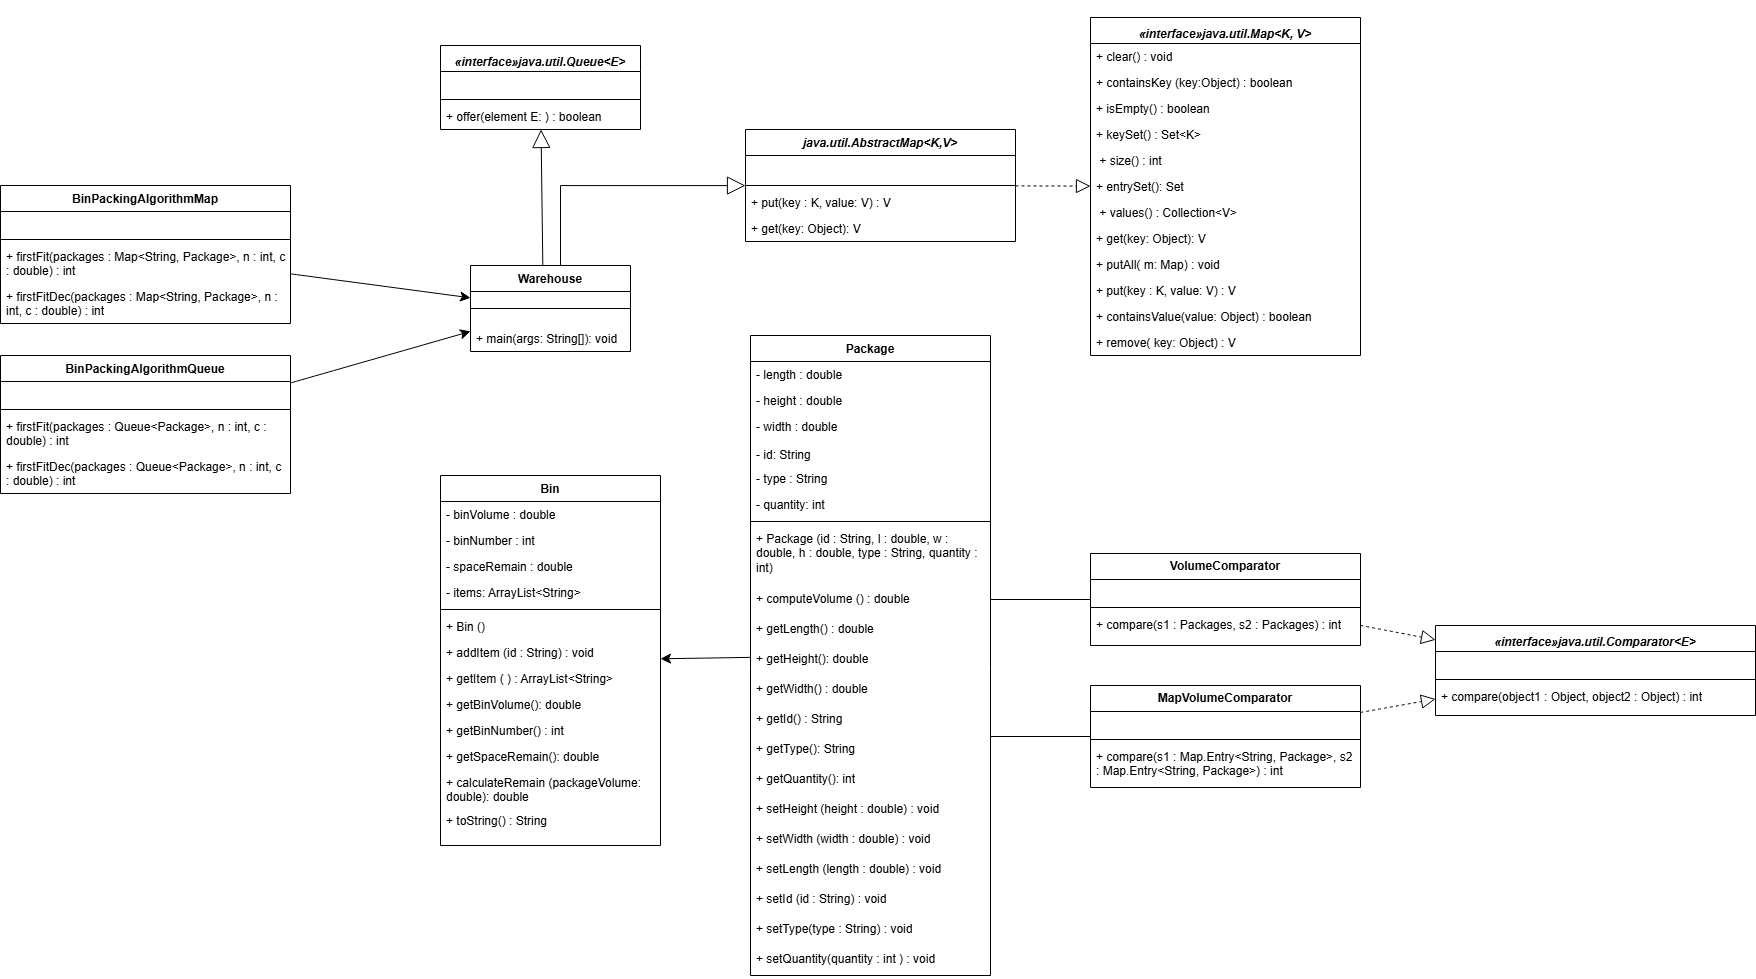 «interface»java.util.Queue<E>
+ offer(element E: ) : boolean
«interface»java.util.Map<K, V>
+ clear() : void
+ containsKey (key:Object) : boolean
+ isEmpty() : boolean
+ keySet() : Set<K>
+ size() : int
+ entrySet(): Set
+ values() : Collection<V>
+ get(key: Object): V
+ putAll( m: Map) : void
+ put(key : K, value: V) : V
+ containsValue(value: Object) : boolean
+ remove( key: Object) : V
java.util.AbstractMap<K,V>
+ put(key : K, value: V) : V
+ get(key: Object): V
BinPackingAlgorithmMap
+ firstFit(packages : Map<String, Package>, n : int, c
: double) : int
+ firstFitDec(packages : Map<String, Package>, n :
int, c : double) : int
Warehouse
+ main(args: String[]): void
BinPackingAlgorithmQueue
+ firstFit(packages : Queue<Package>, n : int, c :
double) : int
+ firstFitDec(packages : Queue<Package>, n : int, c
: double) : int
Package
- length : double
- height : double
- width : double
- id: String
- type : String
- quantity: int
+ Package (id : String, l : double, w :
double, h : double, type : String, quantity :
int)
+ computeVolume () : double
+ getLength() : double
+ getHeight(): double
+ getWidth() : double
+ getId() : String
+ getType(): String
+ getQuantity(): int
+ setHeight (height : double) : void
+ setWidth (width : double) : void
+ setLength (length : double) : void
+ setId (id : String) : void
+ setType(type : String) : void
+ setQuantity(quantity : int ) : void
Bin
- binVolume : double
- binNumber : int
- spaceRemain : double
- items: ArrayList<String>
+ Bin ()
+ addItem (id : String) : void
+ getItem ( ) : ArrayList<String>
+ getBinVolume(): double
+ getBinNumber() : int
+ getSpaceRemain(): double
+ calculateRemain (packageVolume:
double): double
+ toString() : String
VolumeComparator
+ compare(s1 : Packages, s2 : Packages) : int
MapVolumeComparator
+ compare(s1 : Map.Entry<String, Package>, s2
: Map.Entry<String, Package>) : int
«interface»java.util.Comparator<E>
+ compare(object1 : Object, object2 : Object) : int